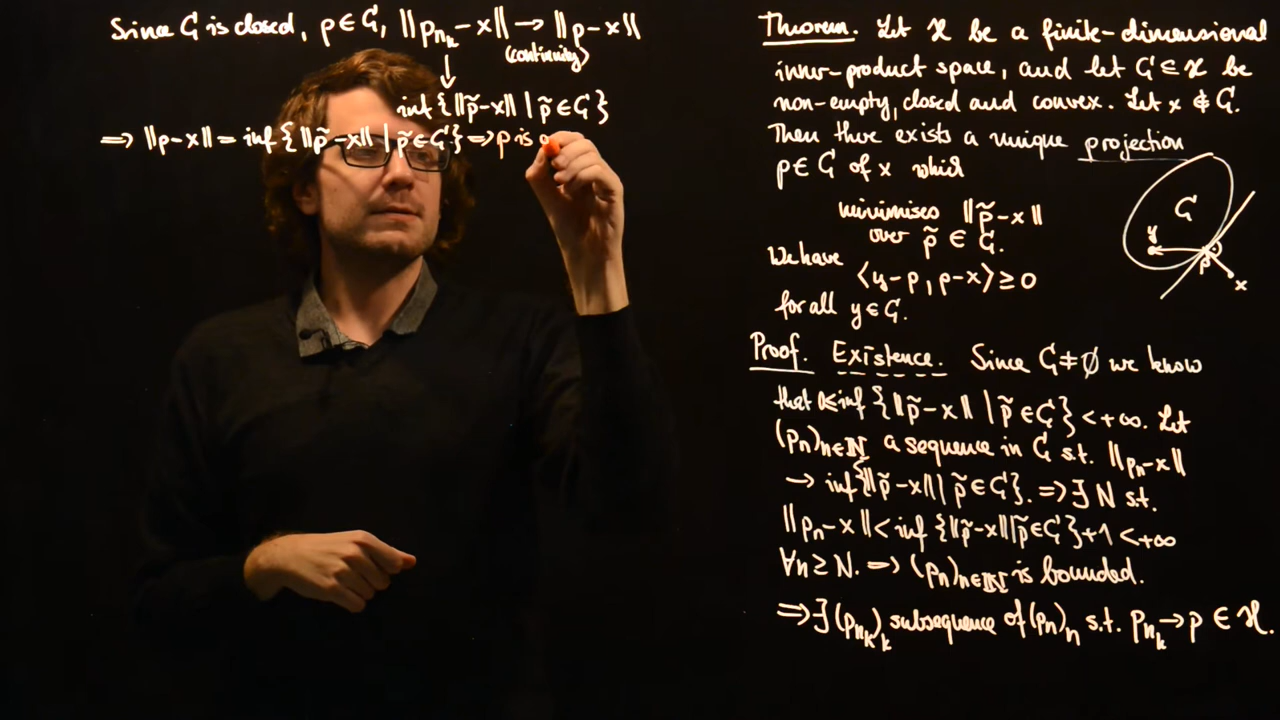 Since C is closed, p ∈ C, ‖p_{n_k} - x‖ → ‖p - x‖
(continuity)
↓
inf{‖p̃ - x‖ | p̃ ∈ C}
⇒ ‖p - x‖ = inf{‖p̃ - x‖ | p̃ ∈ C} ⇒ p is a
Theorem. Let ℋ be a finite-dimensional
inner-product space, and let C ⊆ ℋ be
non-empty, closed and convex. Let x ∉ C.
Then there exists a unique projection
p ∈ C of x which
minimises ‖p̃ - x‖
over p̃ ∈ C.
We have
⟨y - p, p - x⟩ ≥ 0
for all y ∈ C.
C
y
p
x
Proof. Existence. Since C ≠ ∅ we know
that 0 ≤ inf{‖p̃ - x‖ | p̃ ∈ C} < +∞. Let
(p_n)_{n∈ℕ} a sequence in C s.t. ‖p_n - x‖
→ inf{‖p̃ - x‖ | p̃ ∈ C}. ⇒ ∃ N s.t.
‖p_n - x‖ < inf{‖p̃ - x‖ | p̃ ∈ C} + 1 < +∞
∀n ≥ N. ⇒ (p_n)_{n∈ℕ} is bounded.
⇒ ∃ (p_{n_k})_k subsequence of (p_n)_n s.t. p_{n_k} → p ∈ ℋ.